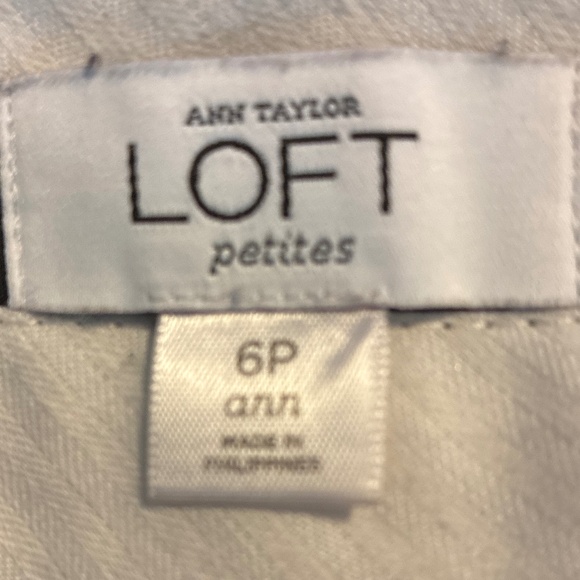 ANN TAYLOR
LOFT
petites
6P
ann
MADE IN
PHILIPPINES